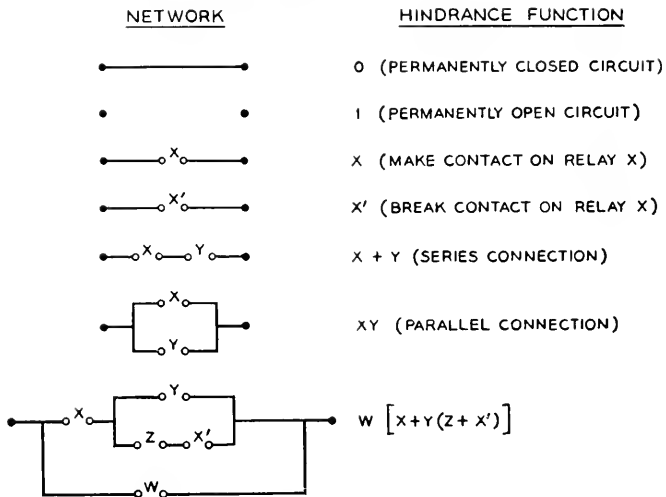 NETWORK HINDRANCE FUNCTION
0 (PERMANENTLY CLOSED CIRCUIT)
1 (PERMANENTLY OPEN CIRCUIT)
X X (MAKE CONTACT ON RELAY X)
X' X' (BREAK CONTACT ON RELAY X)
X Y X + Y (SERIES CONNECTION)
X
Y
XY (PARALLEL CONNECTION)
Y
X
Z X'
W
W [X+Y(Z+X')]